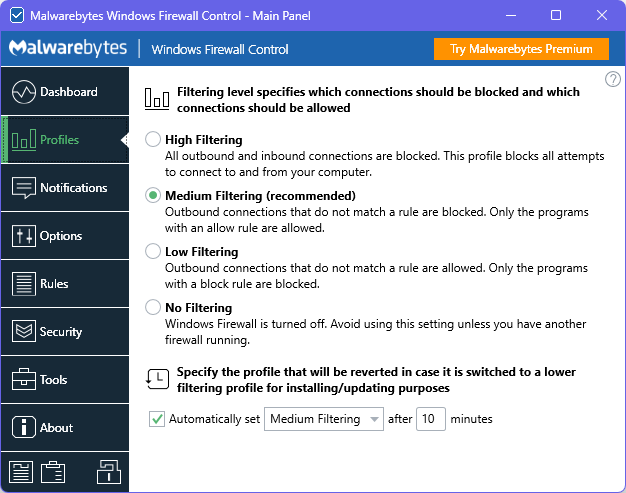 Malwarebytes Windows Firewall Control - Main Panel
Malwarebytes | Windows Firewall Control
Try Malwarebytes Premium
Dashboard
Profiles
Notifications
Options
Rules
Security
Tools
About
?
Filtering level specifies which connections should be blocked and which
connections should be allowed
High Filtering
All outbound and inbound connections are blocked. This profile blocks all attempts
to connect to and from your computer.
Medium Filtering (recommended)
Outbound connections that do not match a rule are blocked. Only the programs
with an allow rule are allowed.
Low Filtering
Outbound connections that do not match a rule are allowed. Only the programs
with a block rule are blocked.
No Filtering
Windows Firewall is turned off. Avoid using this setting unless you have another
firewall running.
Specify the profile that will be reverted in case it is switched to a lower
filtering profile for installing/updating purposes
Automatically set Medium Filtering after 10 minutes